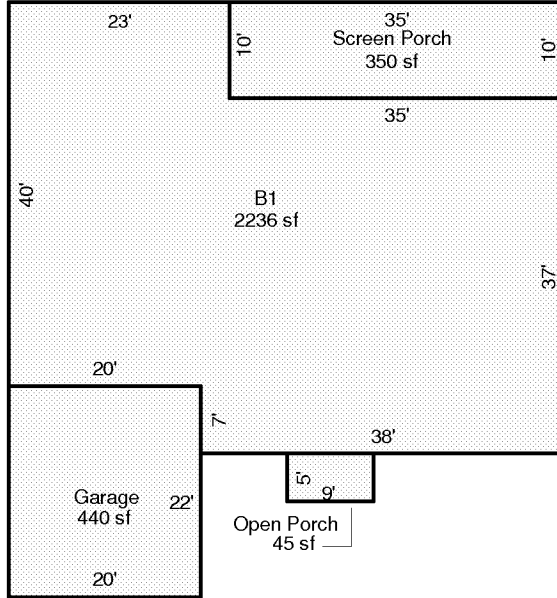 23'
35'
Screen Porch
350 sf
10'
10'
35'
40'
B1
2236 sf
37'
20'
7'
38'
Garage
440 sf
22'
5'
9'
Open Porch
45 sf
20'